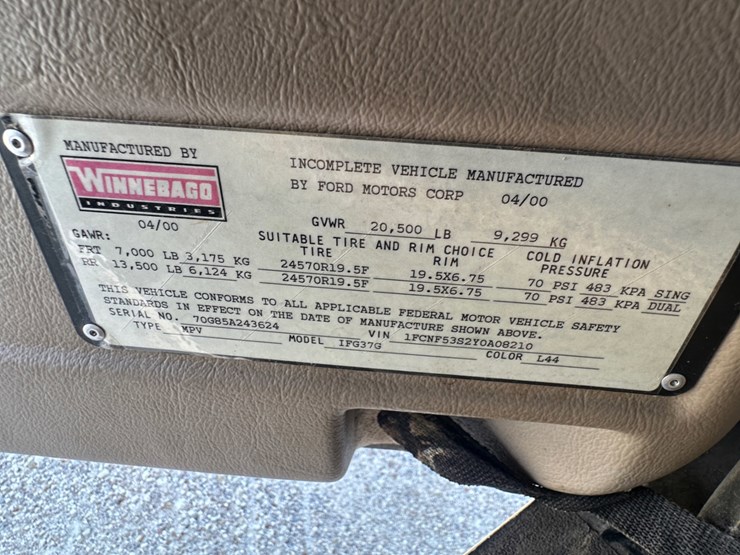 MANUFACTURED BY
WINNEBAGO
INDUSTRIES
04/00
INCOMPLETE VEHICLE MANUFACTURED
BY FORD MOTORS CORP 04/00
GVWR 20,500 LB 9,299 KG
GAWR: SUITABLE TIRE AND RIM CHOICE COLD INFLATION
TIRE RIM PRESSURE
FRT 7,000 LB 3,175 KG 24570R19.5F 19.5X6.75 70 PSI 483 KPA SING
RR 13,500 LB 6,124 KG 24570R19.5F 19.5X6.75 70 PSI 483 KPA DUAL
THIS VEHICLE CONFORMS TO ALL APPLICABLE FEDERAL MOTOR VEHICLE SAFETY
STANDARDS IN EFFECT ON THE DATE OF MANUFACTURE SHOWN ABOVE.
SERIAL NO. 70G85A243624 VIN 1FCNF53S2Y0A08210
TYPE MPV MODEL IFG37G COLOR L44